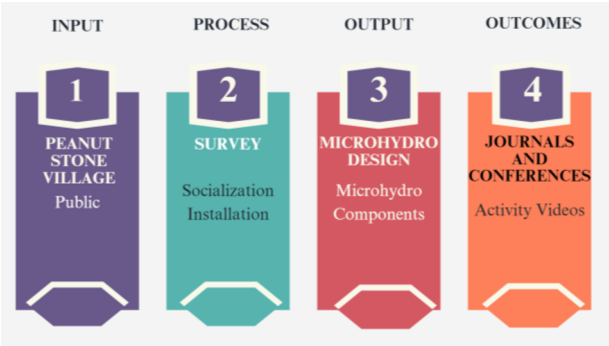 INPUT
PROCESS
OUTPUT
OUTCOMES
1
PEANUT
STONE
VILLAGE
Public
2
SURVEY
Socialization
Installation
3
MICROHYDRO
DESIGN
Microhydro
Components
4
JOURNALS
AND
CONFERENCES
Activity Videos